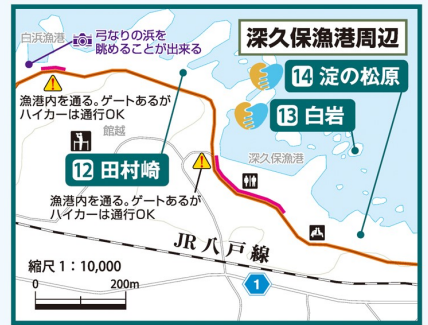 深久保漁港周辺
白浜漁港
弓なりの浜を
眺めることが出来る
14 淀の松原
13 白岩
漁港内を通る。ゲートあるが
ハイカーは通行OK
館越
深久保漁港
12 田村崎
漁港内を通る。ゲートあるが
ハイカーは通行OK
JR八戸線
縮尺1：10,000
0 200m
1